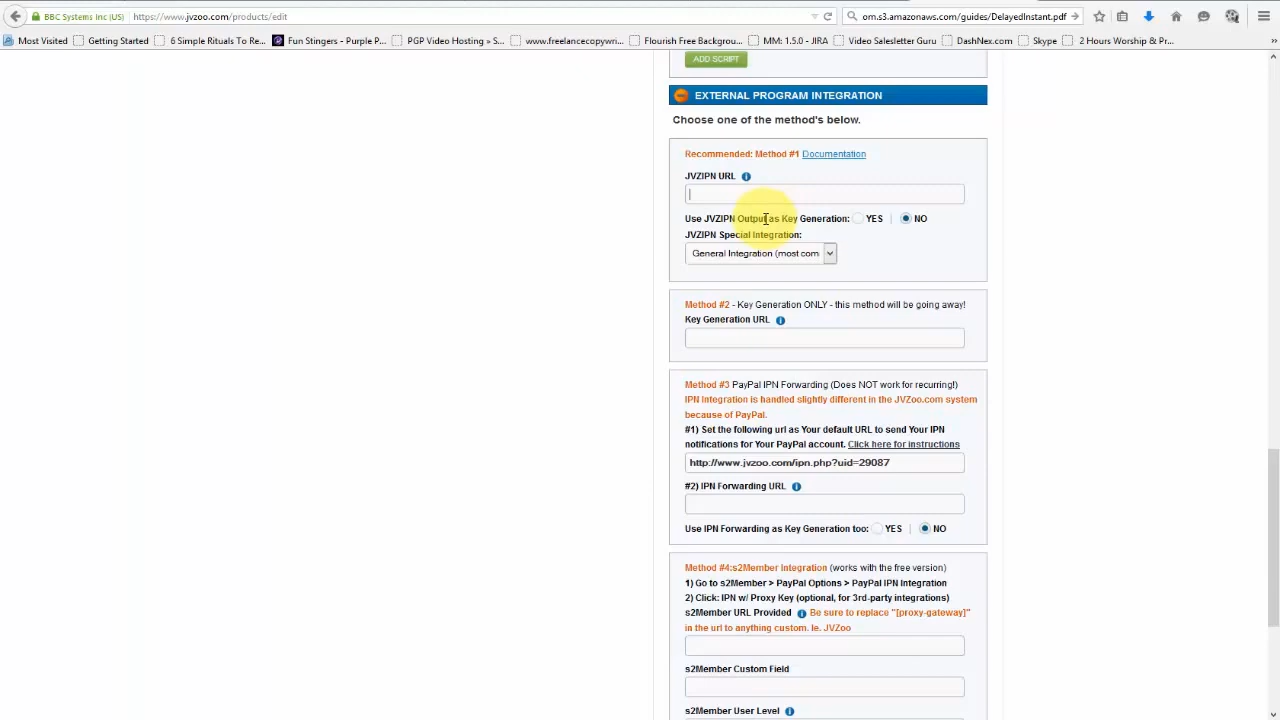 BBC Systems Inc (US) https://www.jvzoo.com/products/edit om.s3.amazonaws.com/guides/DelayedInstant.pdf
Most Visited Getting Started 6 Simple Rituals To Re... Fun Stingers - Purple P... PGP Video Hosting » S... www.freelancecopywri... Flourish Free Backgrou... MM: 1.5.0 - JIRA Video Salesletter Guru DashNex.com Skype 2 Hours Worship & Pr... »
ADD SCRIPT
EXTERNAL PROGRAM INTEGRATION
Choose one of the method's below.
Recommended: Method #1 Documentation
JVZIPN URL
Use JVZIPN Output as Key Generation: YES | NO
JVZIPN Special Integration:
General Integration (most com
Method #2 - Key Generation ONLY - this method will be going away!
Key Generation URL
Method #3 PayPal IPN Forwarding (Does NOT work for recurring!)
IPN Integration is handled slightly different in the JVZoo.com system
because of PayPal.
#1) Set the following url as Your default URL to send Your IPN
notifications for Your PayPal account. Click here for instructions
http://www.jvzoo.com/ipn.php?uid=29087
#2) IPN Forwarding URL
Use IPN Forwarding as Key Generation too: YES | NO
Method #4:s2Member Integration (works with the free version)
1) Go to s2Member > PayPal Options > PayPal IPN Integration
2) Click: IPN w/ Proxy Key (optional, for 3rd-party integrations)
s2Member URL Provided Be sure to replace "[proxy-gateway]"
in the url to anything custom. Ie. JVZoo
s2Member Custom Field
s2Member User Level